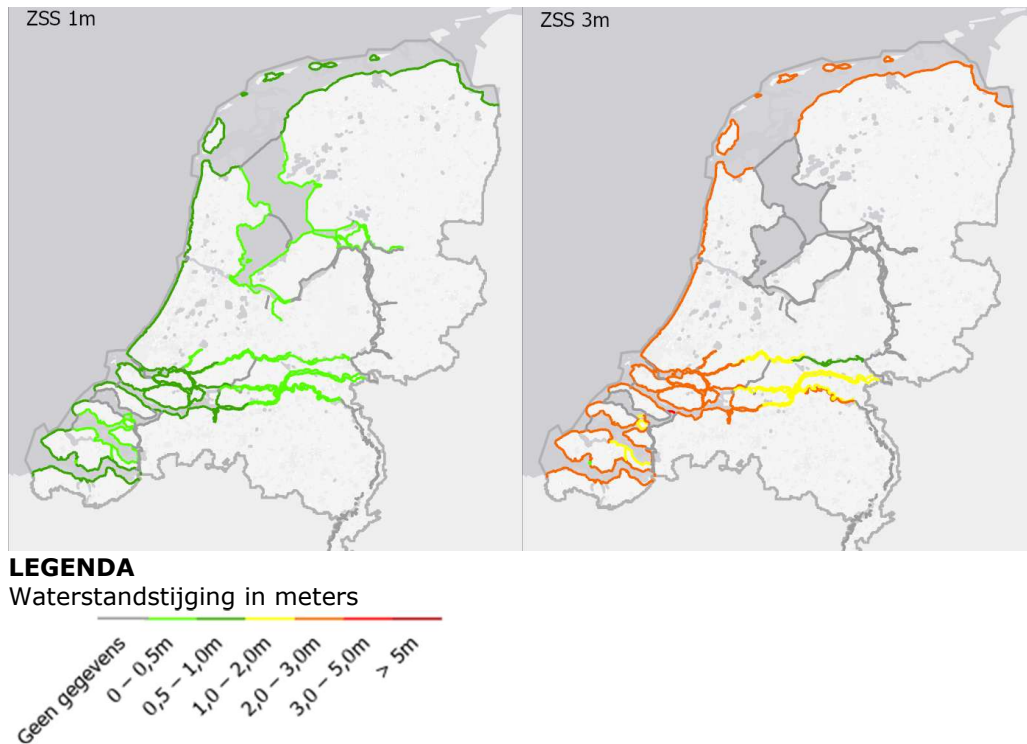 ZSS 1m
ZSS 3m
LEGENDA
Waterstandstijging in meters
Geen gegevens
0 – 0,5m
0,5 – 1,0m
1,0 – 2,0m
2,0 – 3,0m
3,0 – 5,0m
> 5m